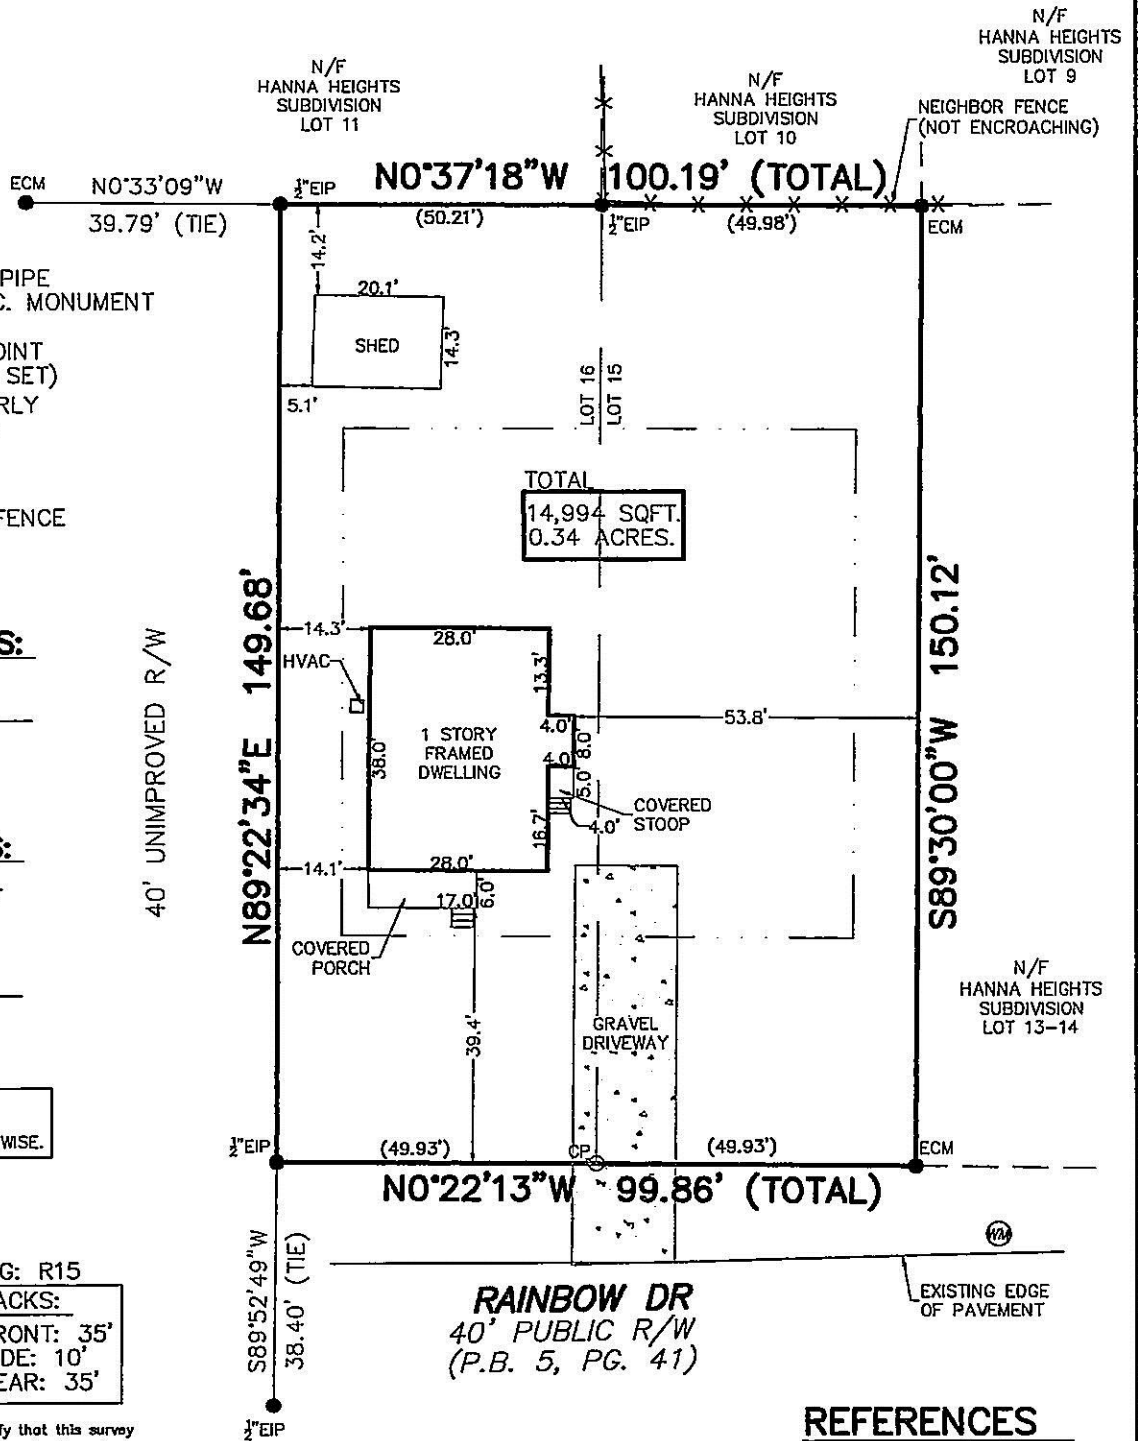 N/F
HANNA HEIGHTS
SUBDIVISION
LOT 9
N/F
HANNA HEIGHTS
SUBDIVISION
LOT 11
N/F
HANNA HEIGHTS
SUBDIVISION
LOT 10
NEIGHBOR FENCE
(NOT ENCROACHING)
ECM
N0°33'09"W
39.79' (TIE)
½"EIP
N0°37'18"W 100.19' (TOTAL)
(50.21')
½"EIP
(49.98')
ECM
14.2'
PIPE
C. MONUMENT
OINT
SET)
RLY
FENCE
20.1'
SHED
14.3'
5.1'
LOT 16
LOT 15
TOTAL
14,994 SQFT.
0.34 ACRES.
S:
40' UNIMPROVED R/W
N89°22'34"E 149.68'
S89°30'00"W 150.12'
14.3'
28.0'
HVAC
13.3'
4.0'
53.8'
1 STORY
FRAMED
DWELLING
38.0'
8.0'
4.0'
5.0'
COVERED
STOOP
4.0'
16.7'
14.1'
28.0'
17.0'
6.0'
COVERED
PORCH
S:
39.4'
GRAVEL
DRIVEWAY
N/F
HANNA HEIGHTS
SUBDIVISION
LOT 13-14
WISE.
½"EIP
(49.93')
CP
(49.93')
ECM
N0°22'13"W 99.86' (TOTAL)
S89°52'49"W
38.40' (TIE)
WM
RAINBOW DR
40' PUBLIC R/W
(P.B. 5, PG. 41)
EXISTING EDGE
OF PAVEMENT
G: R15
ACKS:
RONT: 35'
DE: 10'
EAR: 35'
fy that this survey
½"EIP
REFERENCES